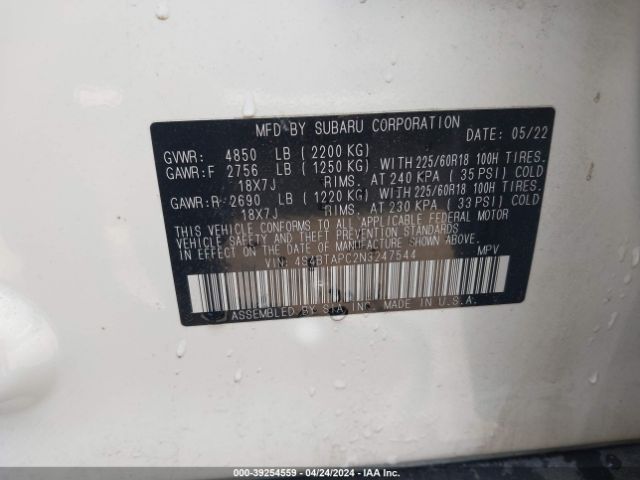 MFD BY SUBARU CORPORATION DATE: 05/22
GVWR: 4850 LB (2200 KG)
GAWR:F 2756 LB (1250 KG) WITH 225/60R18 100H TIRES.
18X7J RIMS. AT 240 KPA (35 PSI) COLD
GAWR:R 2690 LB (1220 KG) WITH 225/60R18 100H TIRES.
18X7J RIMS. AT 230 KPA (33 PSI) COLD
THIS VEHICLE CONFORMS TO ALL APPLICABLE FEDERAL MOTOR
VEHICLE SAFETY AND THEFT PREVENTION STANDARDS
IN EFFECT ON THE DATE OF MANUFACTURE SHOWN ABOVE.
VIN: 4S4BTAPC2N3247544 MPV
ASSEMBLED BY SIA INC. MADE IN U.S.A.
000-39254559 - 04/24/2024 - IAA Inc.